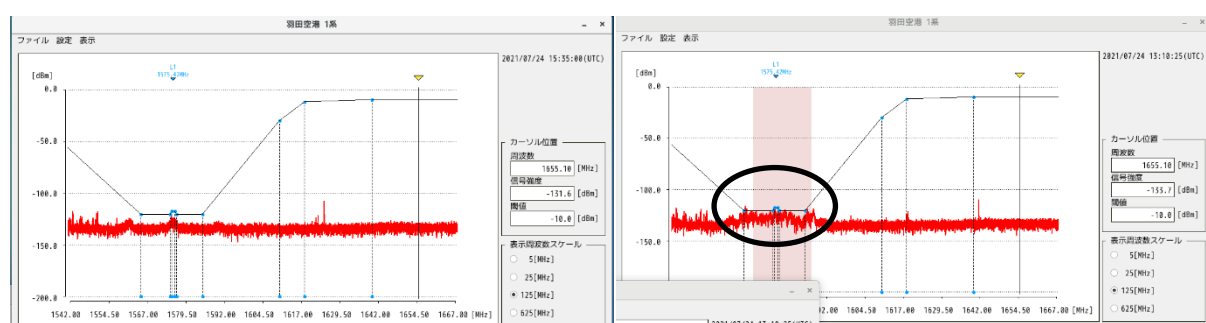 羽田空港 1系
ファイル 設定 表示
2021/07/24 15:35:00(UTC)
L1
1575.42MHz
[dBm]
0.0
-50.0
-100.0
-150.0
-200.0
1542.00 1554.50 1567.00 1579.50 1592.00 1604.50 1617.00 1629.50 1642.00 1654.50 1667.00 [MHz]
カーソル位置
周波数
1655.10 [MHz]
信号強度
-131.6 [dBm]
閾値
-10.0 [dBm]
表示周波数スケール
5[MHz]
25[MHz]
125[MHz]
625[MHz]
羽田空港 1系
ファイル 設定 表示
2021/07/24 13:10:25(UTC)
L1
1575.42MHz
[dBm]
0.0
-50.0
-100.0
-150.0
1604.50 1617.00 1629.50 1642.00 1654.50 1667.00 [MHz]
カーソル位置
周波数
1655.10 [MHz]
信号強度
-133.7 [dBm]
閾値
-10.0 [dBm]
表示周波数スケール
5[MHz]
25[MHz]
125[MHz]
625[MHz]